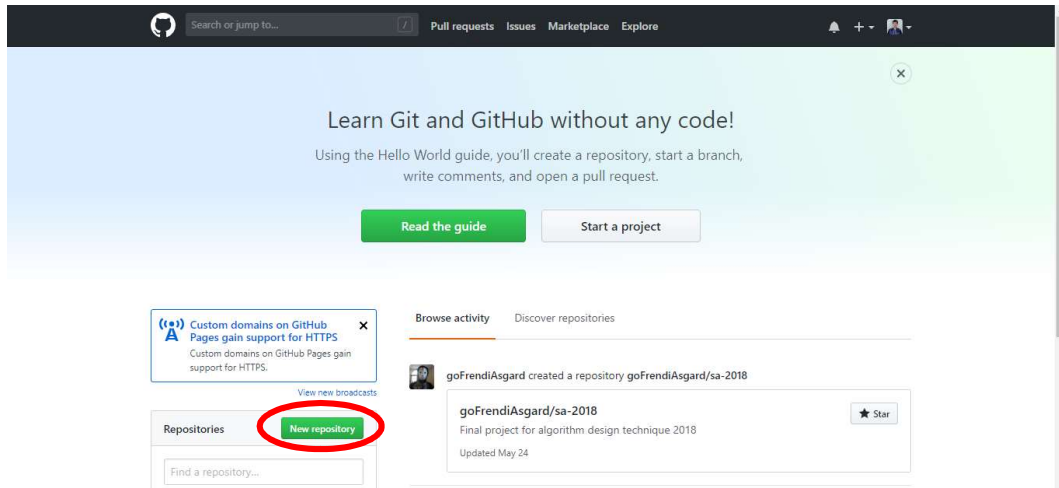 Search or jump to...
/
Pull requests Issues Marketplace Explore
Learn Git and GitHub without any code!
Using the Hello World guide, you'll create a repository, start a branch,
write comments, and open a pull request.
Read the guide
Start a project
Custom domains on GitHub
Pages gain support for HTTPS
Custom domains on GitHub Pages gain
support for HTTPS.
View new broadcasts
Repositories
New repository
Find a repository...
Browse activity Discover repositories
goFrendiAsgard created a repository goFrendiAsgard/sa-2018
goFrendiAsgard/sa-2018
Star
Final project for algorithm design technique 2018
Updated May 24